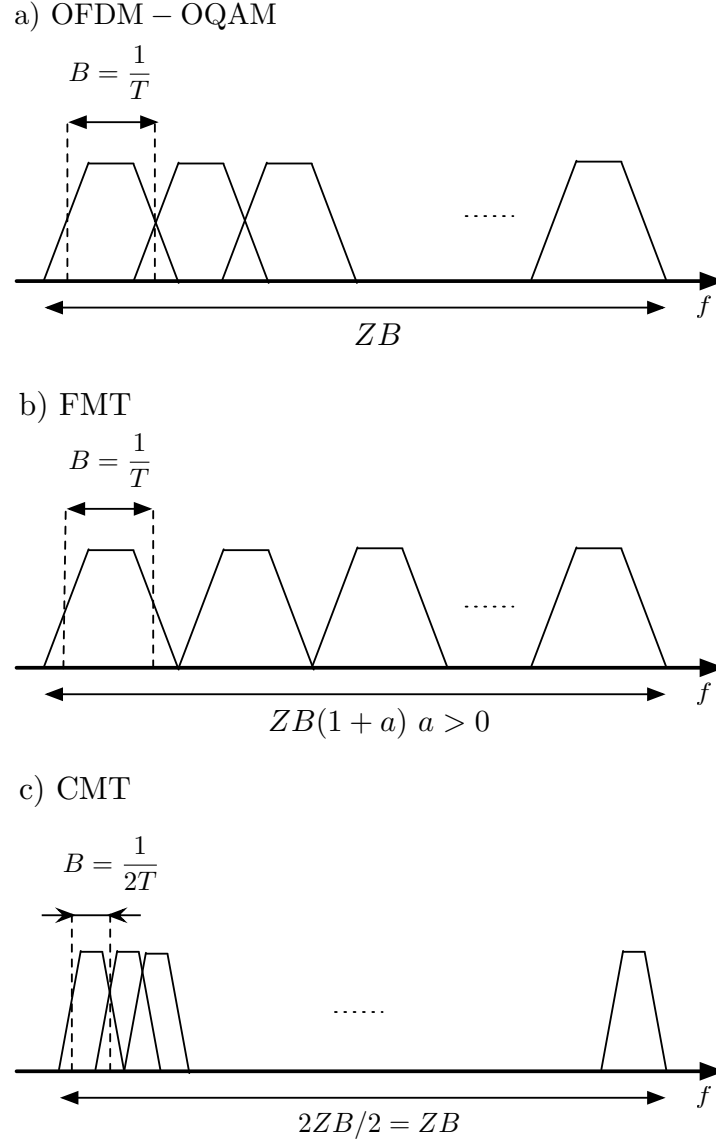 a) OFDM – OQAM
B = 1/T
......
f
ZB
b) FMT
B = 1/T
......
f
ZB(1 + a) a > 0
c) CMT
B = 1/2T
......
f
2ZB/2 = ZB